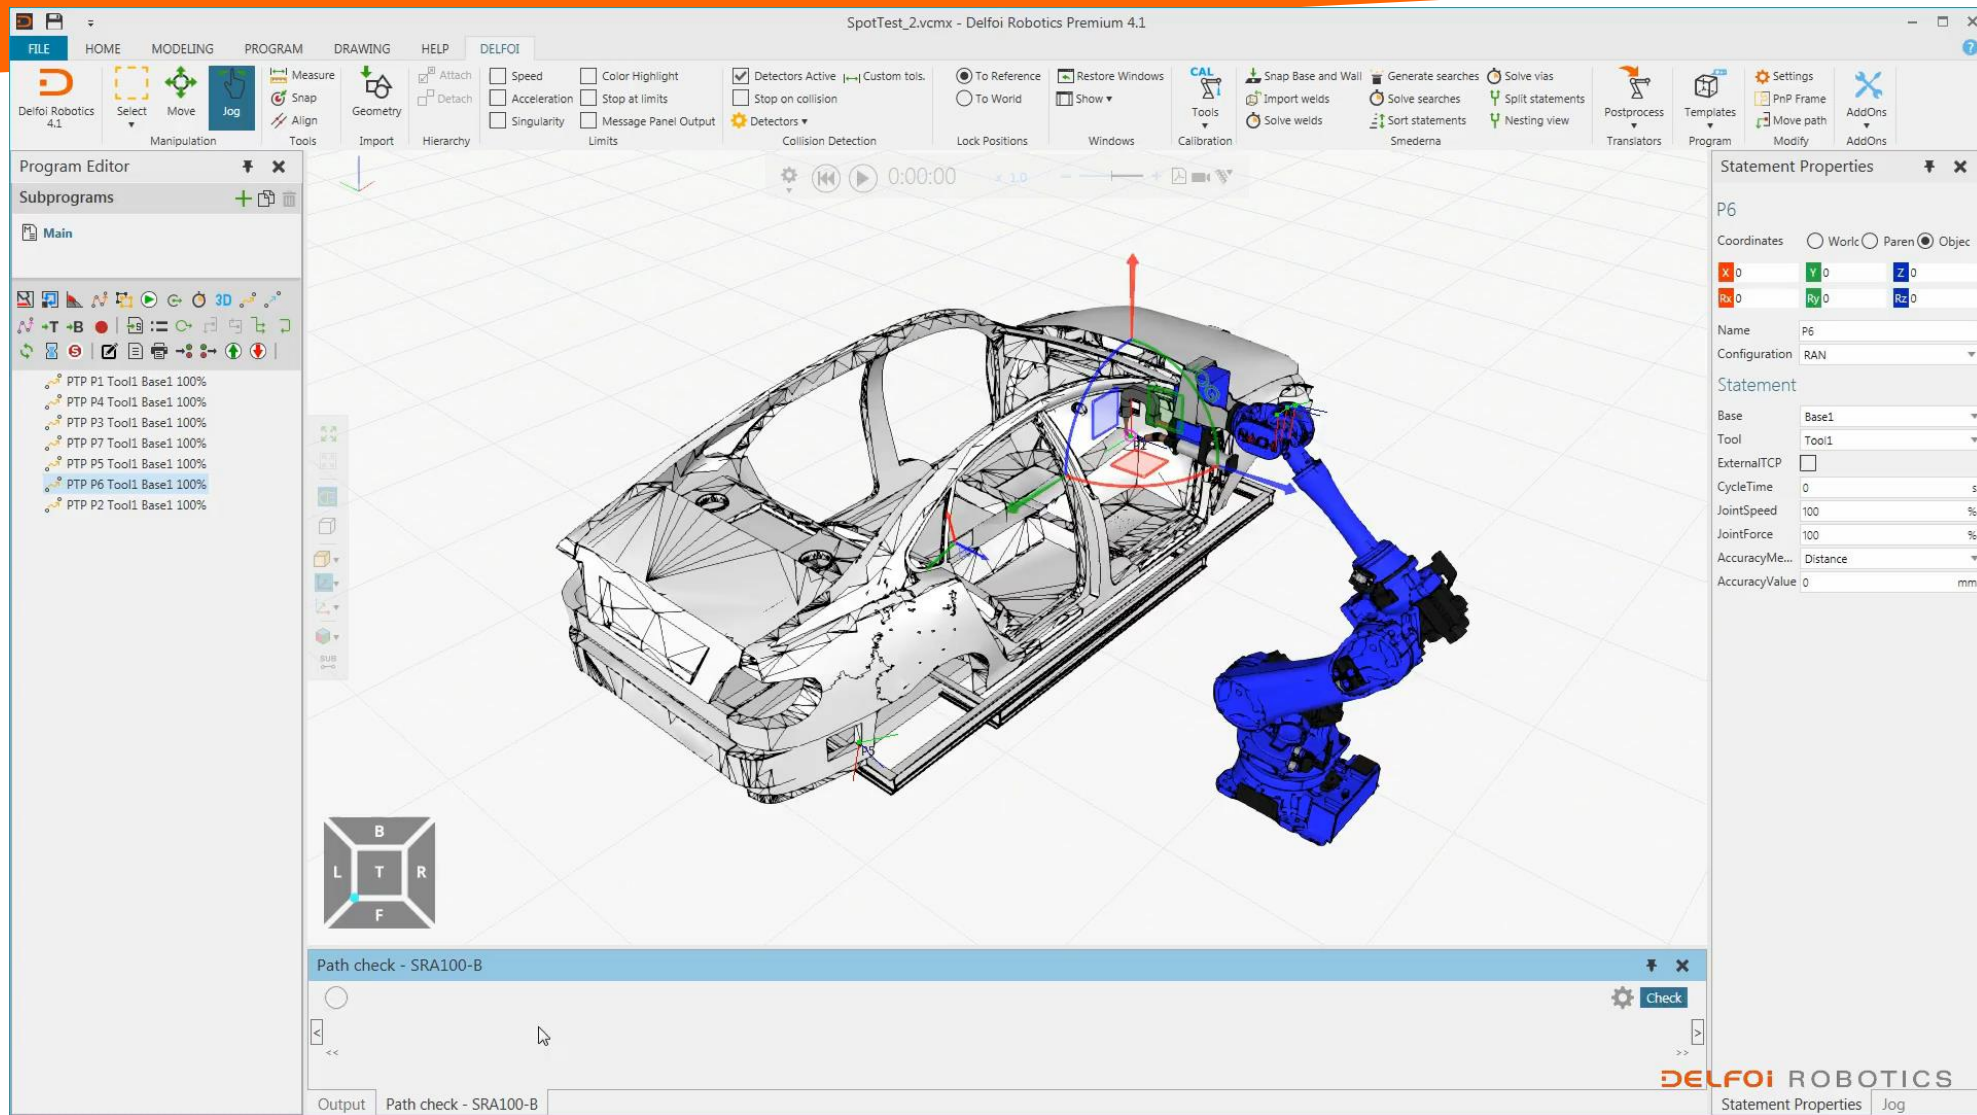 SpotTest_2.vcmx - Delfoi Robotics Premium 4.1
FILE HOME MODELING PROGRAM DRAWING HELP DELFOI
Delfoi Robotics 4.1
Select
Move
Jog
Manipulation
Measure
Snap
Align
Tools
Geometry
Import
Attach
Detach
Hierarchy
Speed
Acceleration
Singularity
Color Highlight
Stop at limits
Message Panel Output
Limits
Detectors Active
Custom tols.
Stop on collision
Detectors
Collision Detection
To Reference
To World
Lock Positions
Restore Windows
Show
Windows
CAL
Tools
Calibration
Snap Base and Wall
Import welds
Solve welds
Generate searches
Solve searches
Sort statements
Solve vias
Split statements
Nesting view
Smederna
Postprocess
Translators
Templates
Program
Settings
PnP Frame
Move path
Modify
AddOns
AddOns
Program Editor
Subprograms
Main
3D
T B
S
PTP P1 Tool1 Base1 100%
PTP P4 Tool1 Base1 100%
PTP P3 Tool1 Base1 100%
PTP P7 Tool1 Base1 100%
PTP P5 Tool1 Base1 100%
PTP P6 Tool1 Base1 100%
PTP P2 Tool1 Base1 100%
0:00:00
x 1.0
SUB
P5
B
L T R
F
Path check - SRA100-B
Check
<
<<
>
>>
Output Path check - SRA100-B
Statement Properties
P6
Coordinates Worlc Paren Objec
X 0 Y 0 Z 0
Rx 0 Ry 0 Rz 0
Name P6
Configuration RAN
Statement
Base Base1
Tool Tool1
ExternalTCP
CycleTime 0 s
JointSpeed 100 %
JointForce 100 %
AccuracyMe... Distance
AccuracyValue 0 mm
DELFOI ROBOTICS
Statement Properties Jog